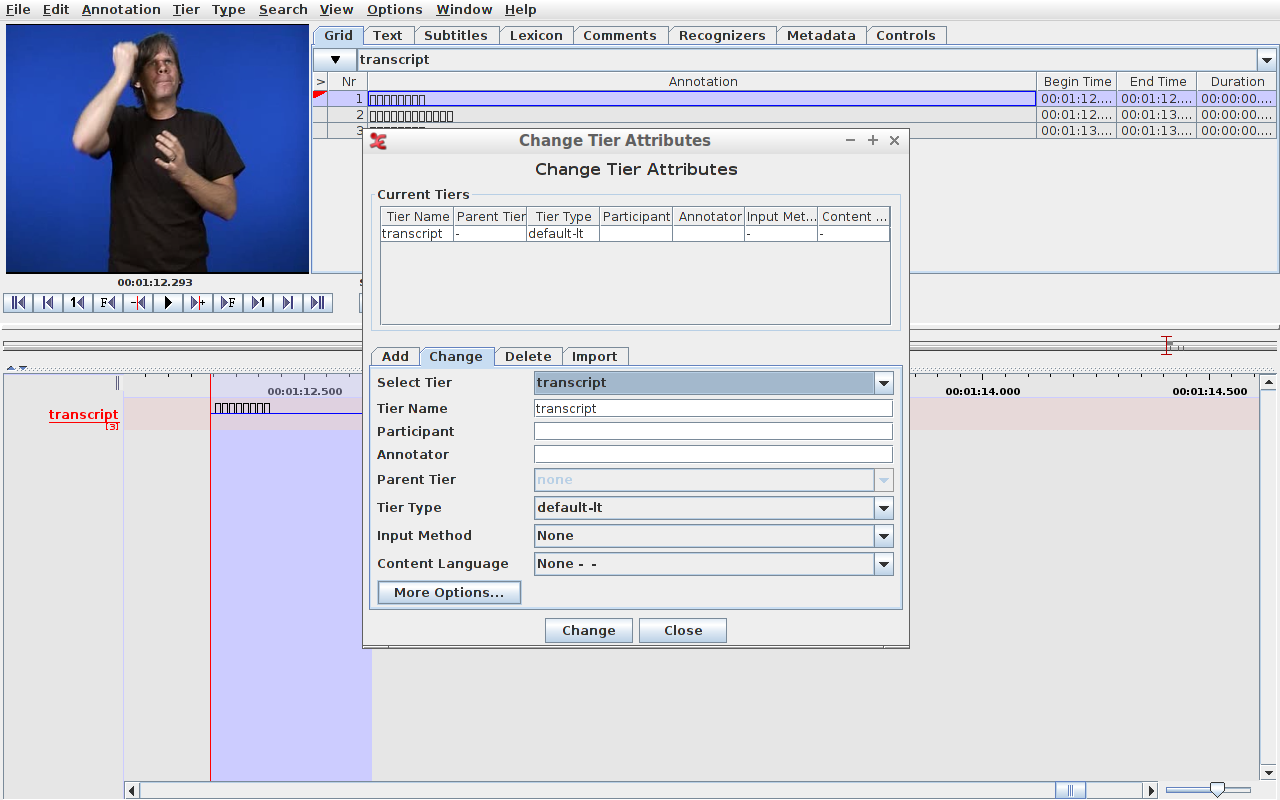 File Edit Annotation Tier Type Search View Options Window Help
Grid Text Subtitles Lexicon Comments Recognizers Metadata Controls
transcript
> Nr Annotation Begin Time End Time Duration
1 00:01:12.... 00:01:12.... 00:00:00....
2 00:01:12.... 00:01:13.... 00:00:00....
3 00:01:13.... 00:01:13.... 00:00:00....
Change Tier Attributes
Change Tier Attributes
Current Tiers
Tier Name Parent Tier Tier Type Participant Annotator Input Met... Content ...
transcript - default-lt - -
00:01:12.293
Add Change Delete Import
Select Tier transcript
Tier Name transcript
Participant
Annotator
Parent Tier none
Tier Type default-lt
Input Method None
Content Language None - -
More Options...
Change Close
00:01:12.500 00:01:14.000 00:01:14.500
transcript
[3]